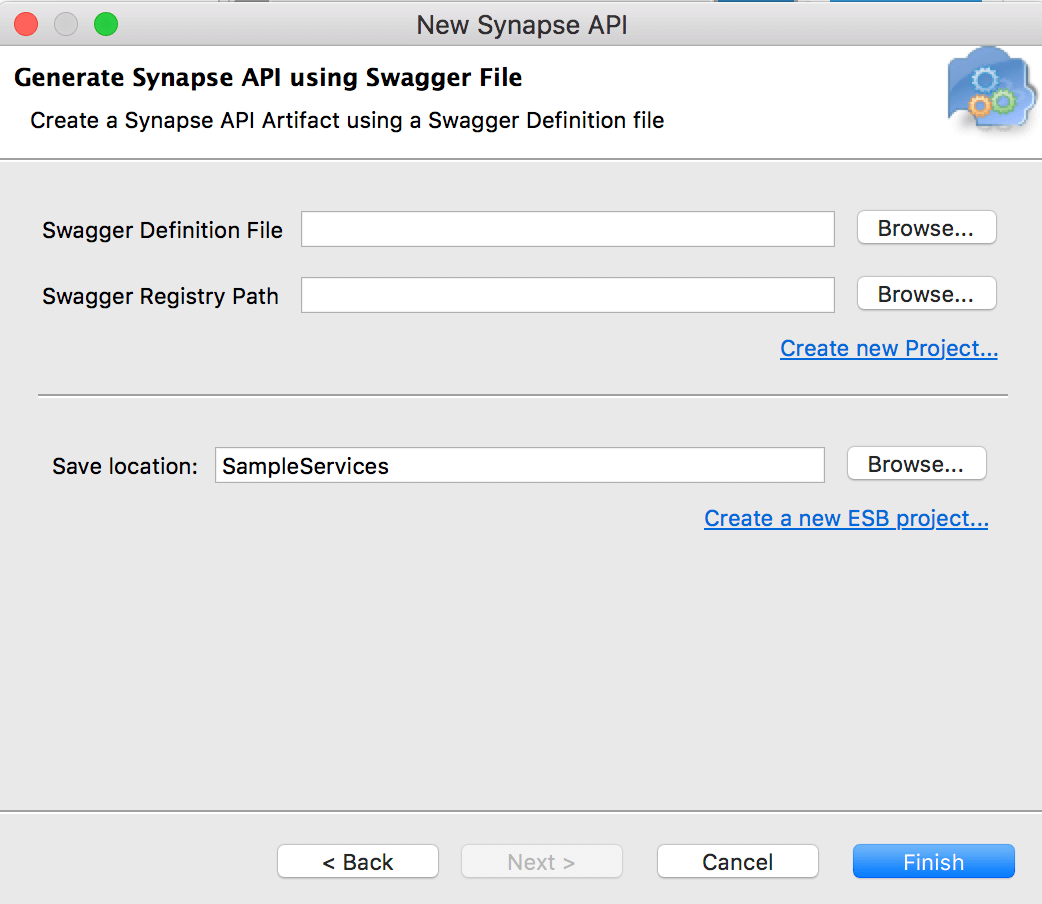 New Synapse API
Generate Synapse API using Swagger File
Create a Synapse API Artifact using a Swagger Definition file
Swagger Definition File
Browse...
Swagger Registry Path
Browse...
Create new Project...
Save location:
SampleServices
Browse...
Create a new ESB project...
< Back
Next >
Cancel
Finish